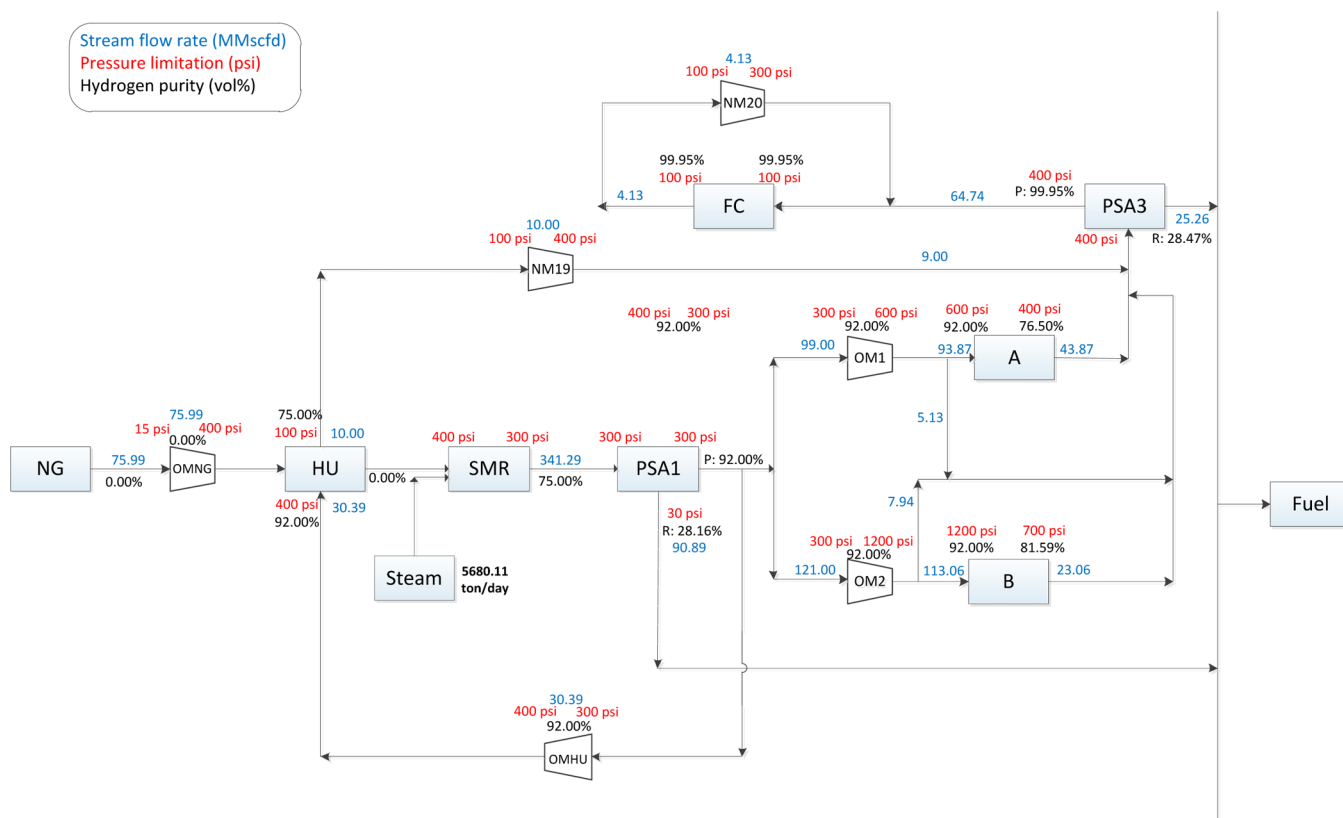 Stream flow rate (MMscfd)
Pressure limitation (psi)
Hydrogen purity (vol%)
4.13
100 psi 300 psi
NM20
99.95% 99.95%
100 psi 100 psi
4.13
FC
64.74
400 psi
P: 99.95%
PSA3
25.26
R: 28.47%
400 psi
10.00
100 psi 400 psi
NM19
9.00
400 psi 300 psi
92.00%
300 psi 600 psi
92.00%
99.00
OM1
93.87
600 psi
92.00%
A
400 psi
76.50%
43.87
5.13
75.99
15 psi 400 psi
0.00%
NG
75.99
0.00%
OMNG
75.00%
100 psi
10.00
HU
0.00%
400 psi
92.00%
30.39
400 psi 300 psi
SMR
341.29
75.00%
300 psi 300 psi
PSA1
P: 92.00%
30 psi
R: 28.16%
90.89
Steam
5680.11
ton/day
7.94
300 psi 1200 psi
92.00%
121.00
OM2
113.06
1200 psi
92.00%
B
700 psi
81.59%
23.06
Fuel
30.39
400 psi 300 psi
92.00%
OMHU